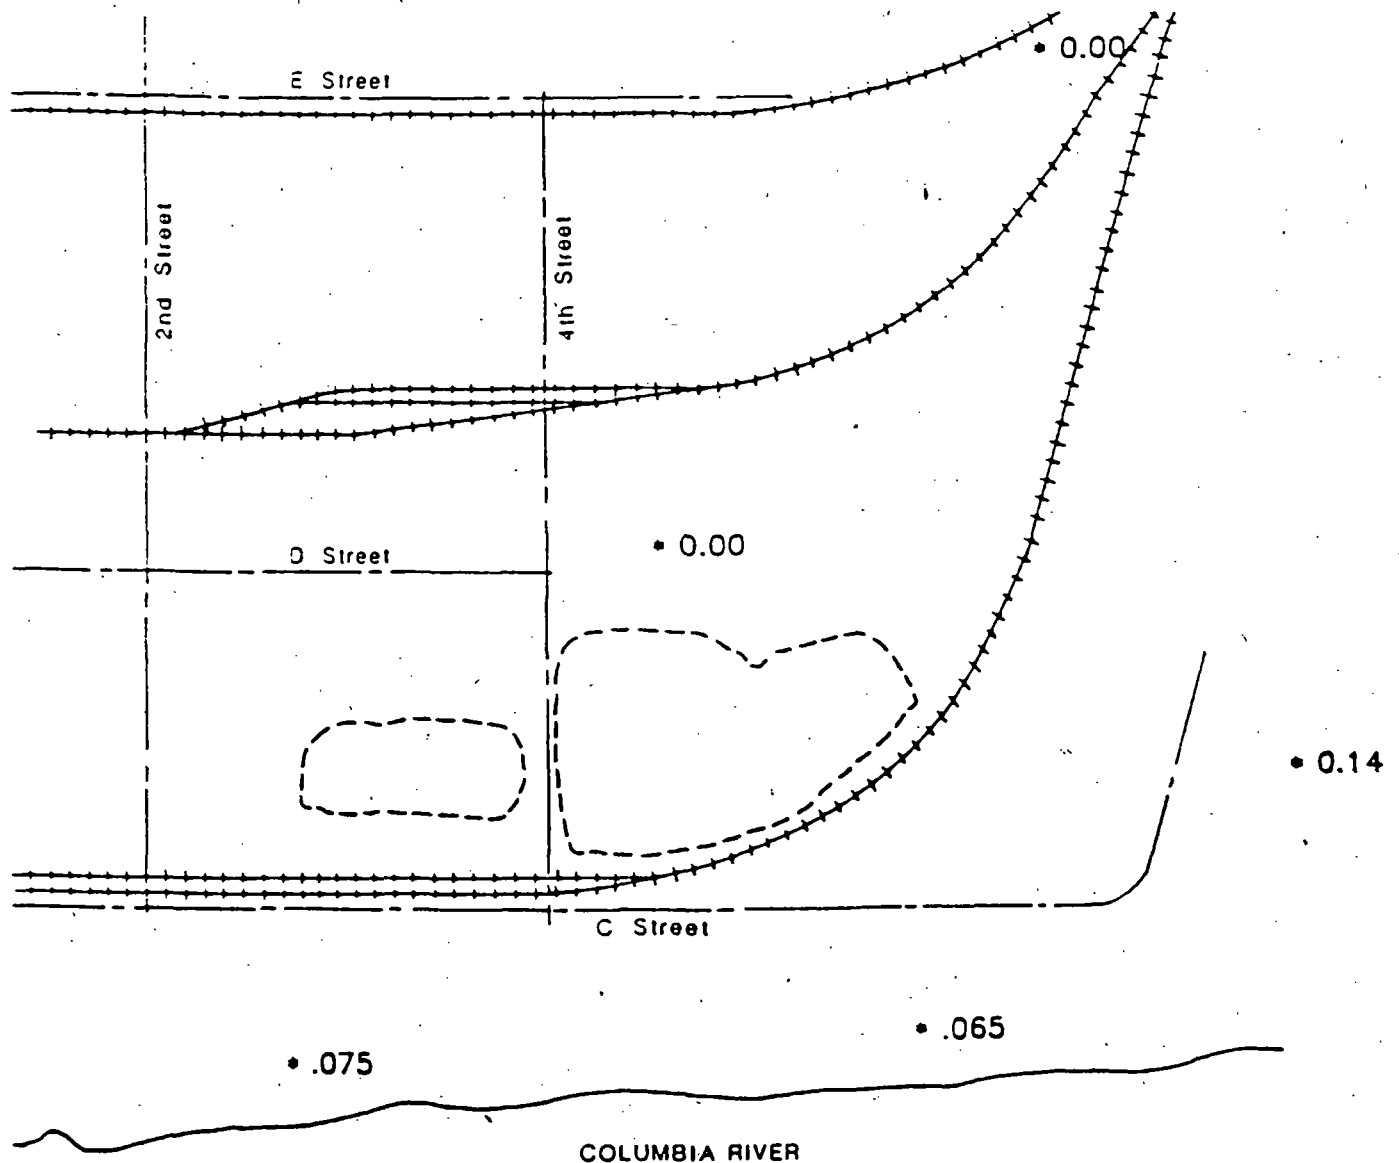 * 0.00
E Street
2nd Street
4th Street
* 0.00
D Street
* 0.14
C Street
* .065
* .075
COLUMBIA RIVER